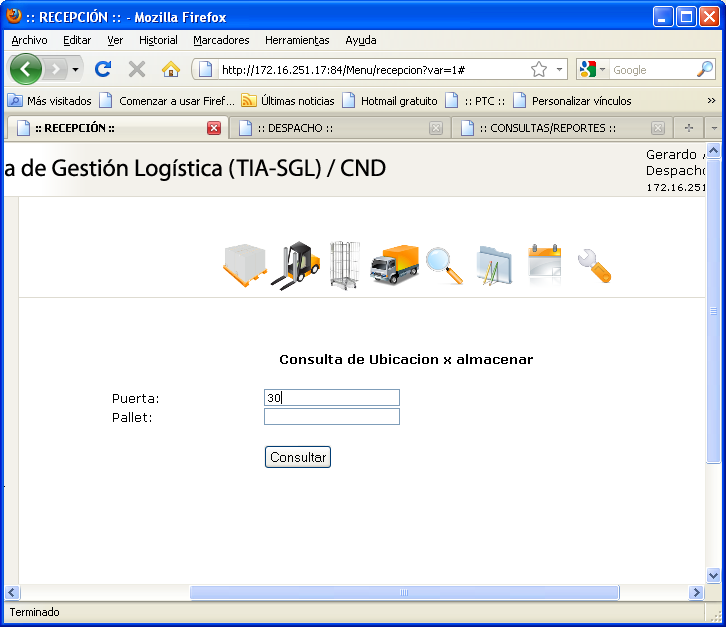 :: RECEPCIÓN :: - Mozilla Firefox
Archivo Editar Ver Historial Marcadores Herramientas Ayuda
http://172.16.251.17:84/Menu/recepcion?var=1# Google
Más visitados Comenzar a usar Firef... Últimas noticias Hotmail gratuito :: PTC :: Personalizar vínculos »
:: RECEPCIÓN :: :: DESPACHO :: :: CONSULTAS/REPORTES ::
a de Gestión Logística (TIA-SGL) / CND
Gerardo
Despacho
172.16.251
Consulta de Ubicacion x almacenar
Puerta: 30
Pallet:
Consultar
Terminado